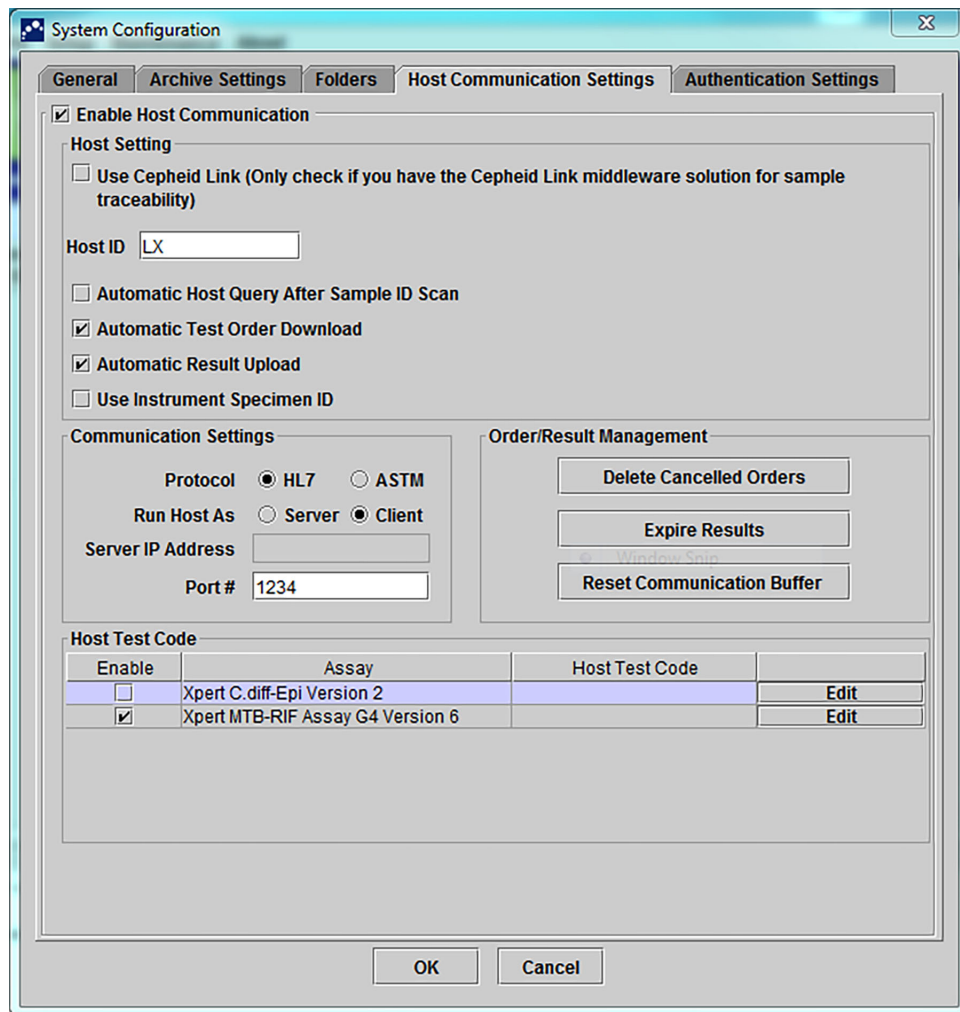 System Configuration
General Archive Settings Folders Host Communication Settings Authentication Settings
Enable Host Communication
Host Setting
Use Cepheid Link (Only check if you have the Cepheid Link middleware solution for sample
traceability)
Host ID LX
Automatic Host Query After Sample ID Scan
Automatic Test Order Download
Automatic Result Upload
Use Instrument Specimen ID
Communication Settings
Protocol HL7 ASTM
Run Host As Server Client
Server IP Address
Port # 1234
Order/Result Management
Delete Cancelled Orders
Expire Results
Window Snip
Reset Communication Buffer
Host Test Code
Enable Assay Host Test Code
Xpert C.diff-Epi Version 2 Edit
Xpert MTB-RIF Assay G4 Version 6 Edit
OK Cancel